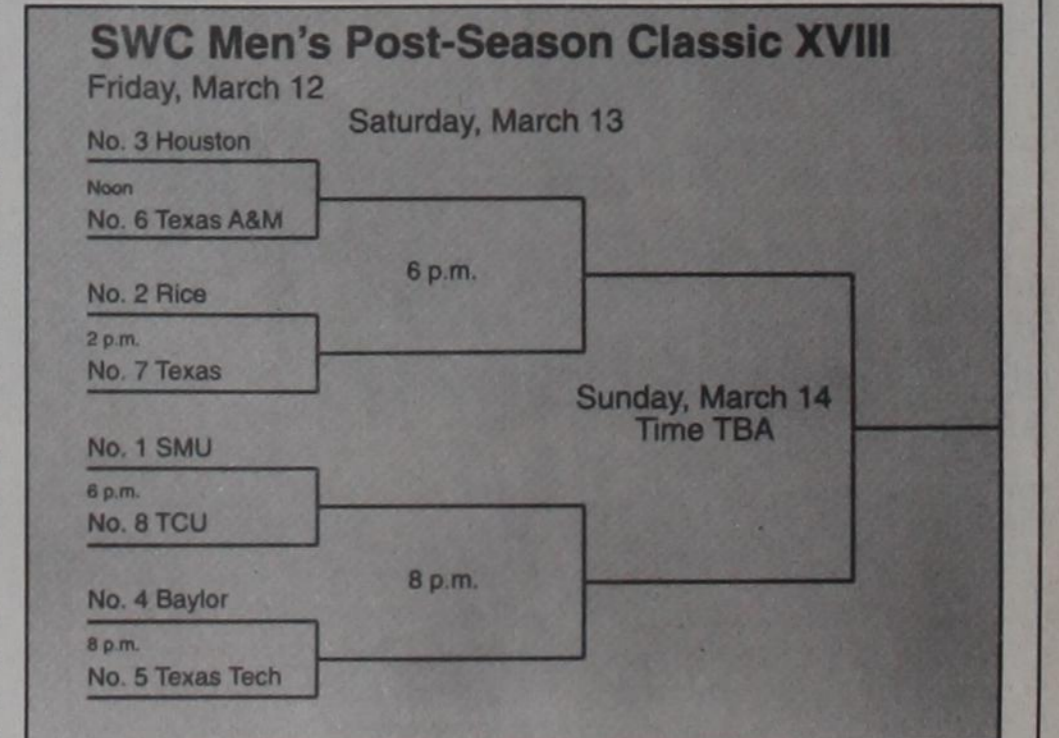 SWC Men's Post-Season Classic XVIII
Friday, March 12
Saturday, March 13
No. 3 Houston
Noon
No. 6 Texas A&M
6 p.m.
No. 2 Rice
2 p.m.
No. 7 Texas
Sunday, March 14
Time TBA
No. 1 SMU
6 p.m.
No. 8 TCU
8 p.m.
No. 4 Baylor
8 p.m.
No. 5 Texas Tech